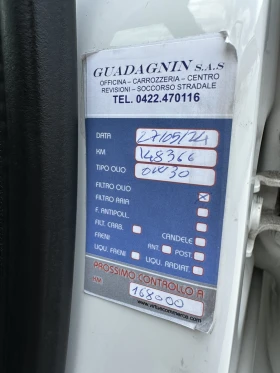 GUADAGNIN S.A.S
OFFICINA – CARROZZERIA – CENTRO
REVISIONI – SOCCORSO STRADALE
TEL. 0422.470116
DATA 27/05/24
KM 148366
TIPO OLIO 0W30
FILTRO OLIO
FILTRO ARIA
F. ANTIPOLL.
FILT. CARB. CANDELE
FRENI ANT. POST.
LIQU. FRENI LIQU. RADIAT.
PROSSIMO CONTROLLO A
KM 168000